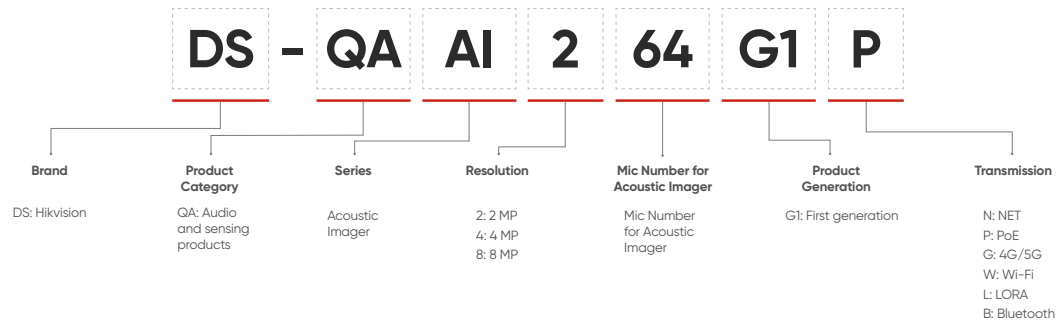 DS - QA AI 2 64 G1 P
Brand
DS: Hikvision
Product
Category
QA: Audio
and sensing
products
Series
Acoustic
Imager
Resolution
2: 2 MP
4: 4 MP
8: 8 MP
Mic Number for
Acoustic Imager
Mic Number
for Acoustic
Imager
Product
Generation
G1: First generation
Transmission
N: NET
P: PoE
G: 4G/5G
W: Wi-Fi
L: LORA
B: Bluetooth